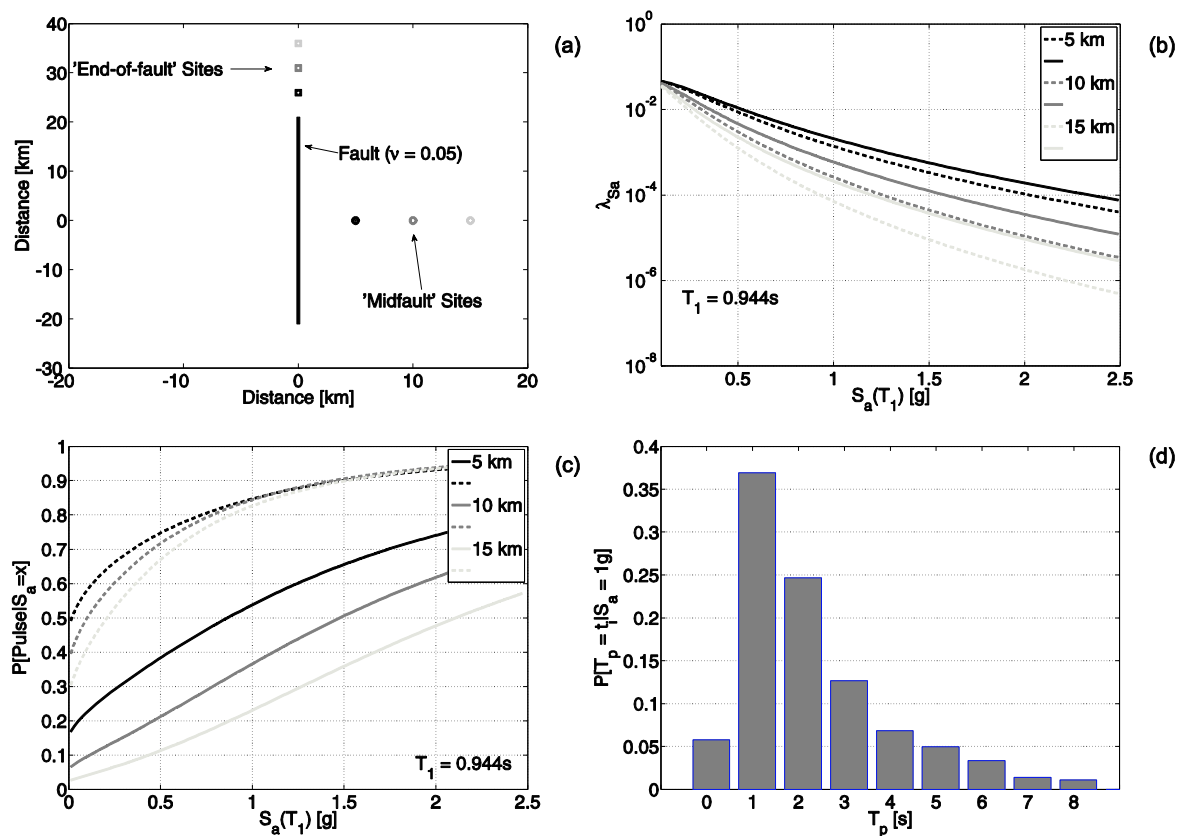 (a)
40
30
20
10
0
-10
-20
-30
Distance [km]
'End-of-fault' Sites
Fault (ν = 0.05)
'Midfault' Sites
-20
-10
0
10
20
Distance [km]
(b)
10^0
10^-2
10^-4
10^-6
10^-8
λ_Sa
5 km
10 km
15 km
T_1 = 0.944s
0.5
1
1.5
2
2.5
S_a(T_1) [g]
(c)
1
0.9
0.8
0.7
0.6
0.5
0.4
0.3
0.2
0.1
0
P[Pulse|S_a=x]
5 km
10 km
15 km
T_1 = 0.944s
0
0.5
1
1.5
2
2.5
S_a(T_1) [g]
(d)
0.4
0.35
0.3
0.25
0.2
0.15
0.1
0.05
0
P[T_p = t_i|S_a = 1g]
0
1
2
3
4
5
6
7
8
T_p [s]